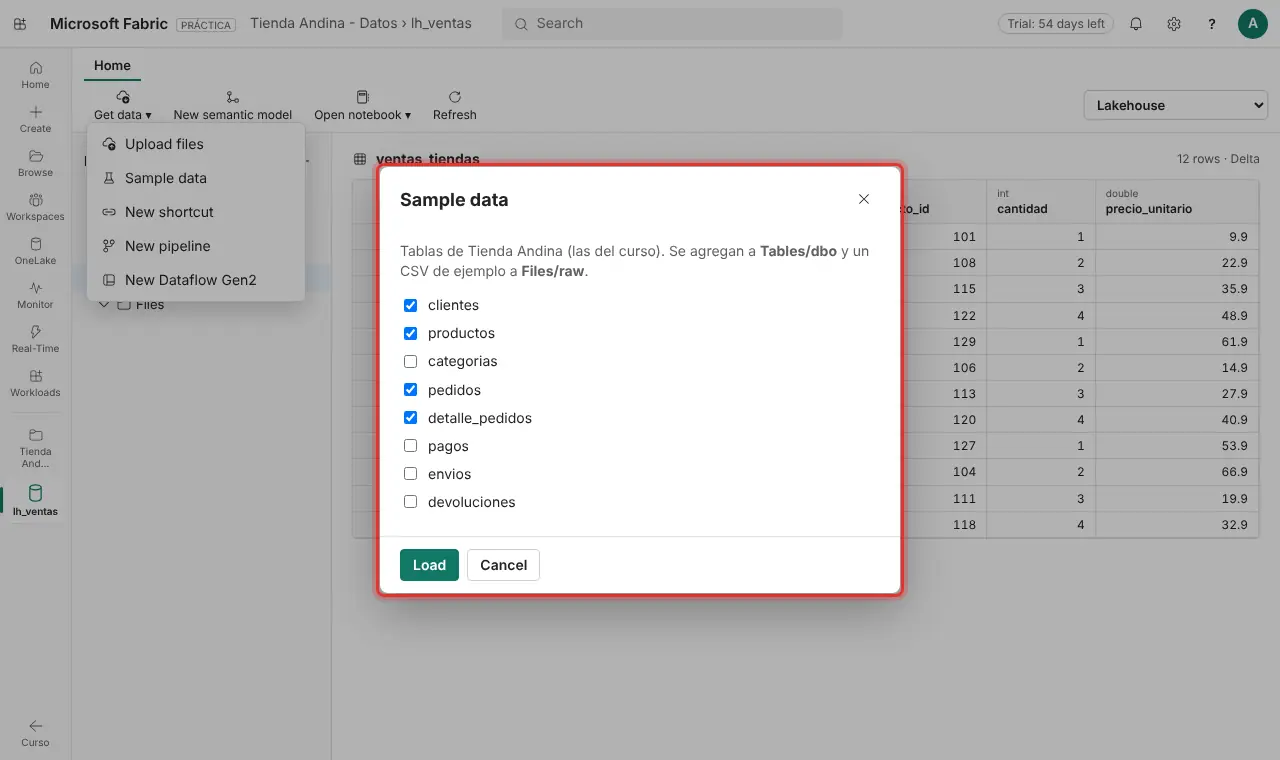 Microsoft Fabric PRÁCTICA Tienda Andina - Datos › lh_ventas Search Trial: 54 days left ? A
Home
Create
Browse
Workspaces
OneLake
Monitor
Real-Time
Workloads
Tienda
And...
lh_ventas
Curso
Home
Get data ▾ New semantic model Open notebook ▾ Refresh
Lakehouse
Upload files
Sample data
New shortcut
New pipeline
New Dataflow Gen2
Files
ventas_tiendas 12 rows · Delta
int double
cantidad precio_unitario
101 1 9.9
108 2 22.9
115 3 35.9
122 4 48.9
129 1 61.9
106 2 14.9
113 3 27.9
120 4 40.9
127 1 53.9
104 2 66.9
111 3 19.9
118 4 32.9
Sample data
Tablas de Tienda Andina (las del curso). Se agregan a Tables/dbo y un
CSV de ejemplo a Files/raw.
clientes
productos
categorias
pedidos
detalle_pedidos
pagos
envios
devoluciones
Load Cancel